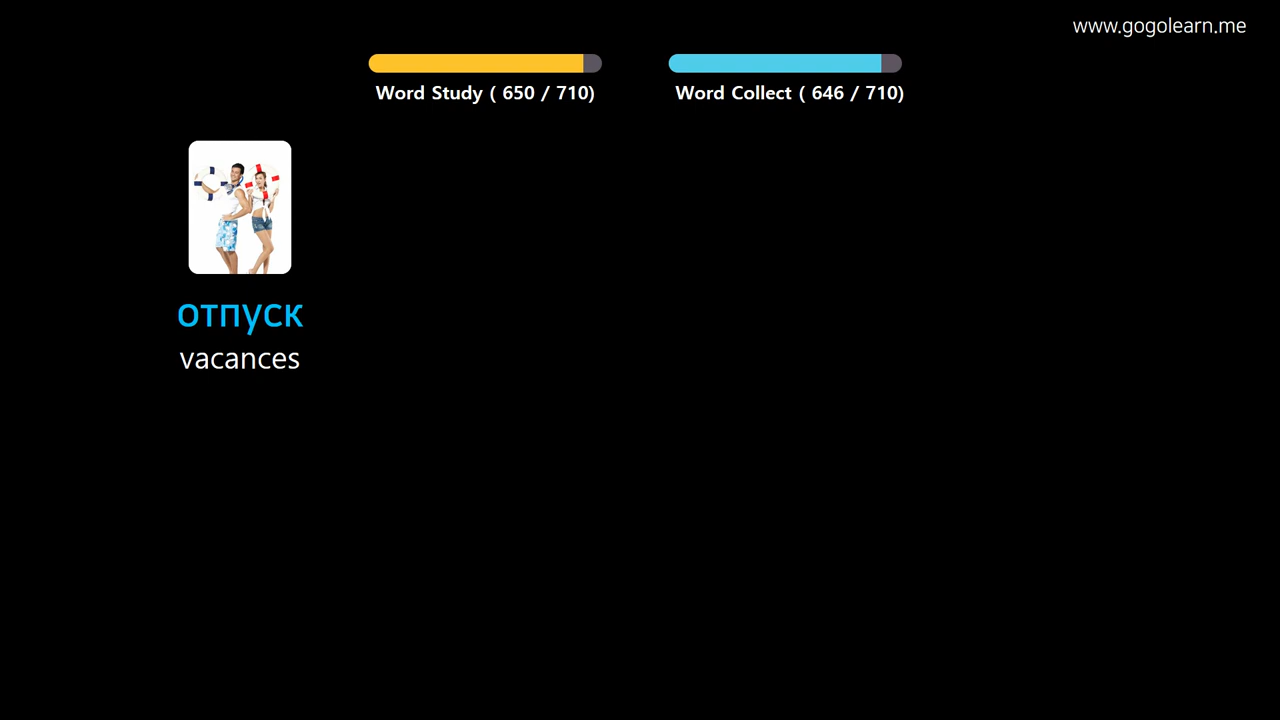 www.gogolearn.me
Word Study ( 650 / 710)
Word Collect ( 646 / 710)
отпуск
vacances